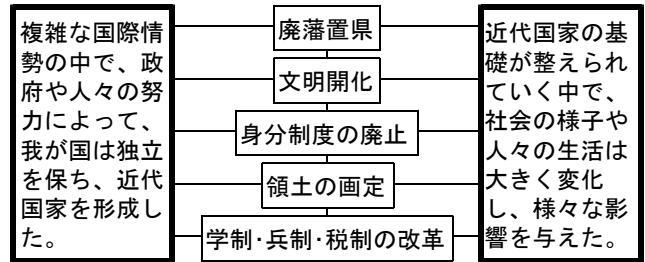 複雑な国際情
勢の中で、政
府や人々の努
力によって、
我が国は独立
を保ち、近代
国家を形成し
た。
廃藩置県
文明開化
身分制度の廃止
領土の画定
学制・兵制・税制の改革
近代国家の基
礎が整えられ
ていく中で、
社会の様子や
人々の生活は
大きく変化
し、様々な影
響を与えた。